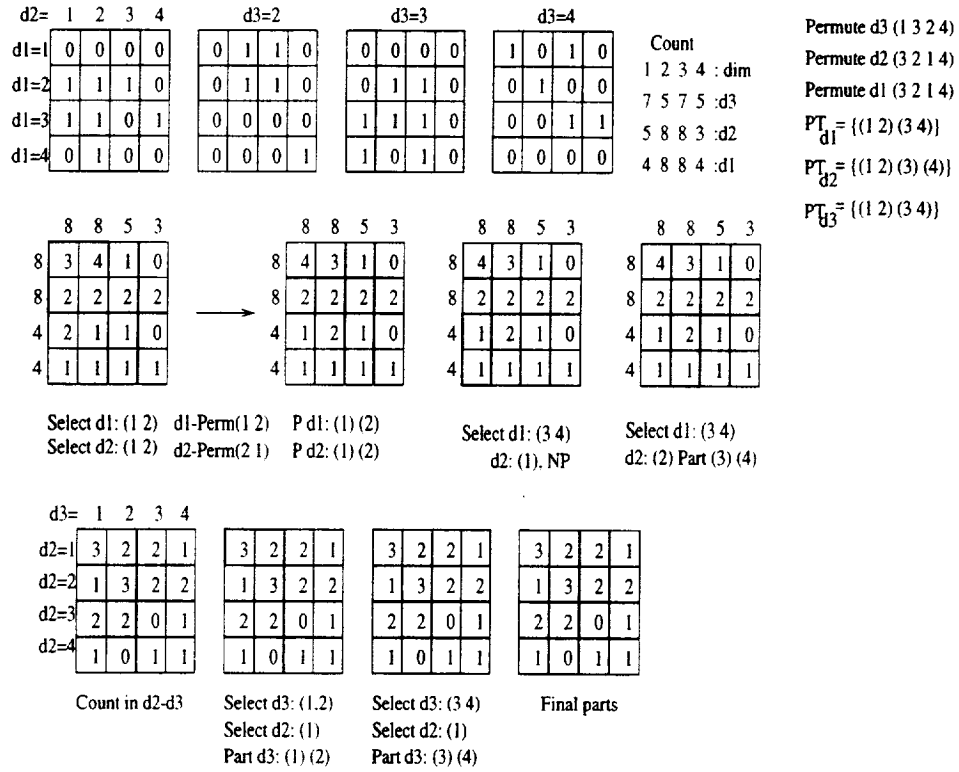 d2= 1 2 3 4 d3=2 d3=3 d3=4
d1=1 0 0 0 0 0 1 1 0 0 0 0 0 1 0 1 0
d1=2 1 1 1 0 0 1 1 0 0 1 1 0 0 1 0 0
d1=3 1 1 0 1 0 0 0 0 1 1 1 0 0 0 1 1
d1=4 0 1 0 0 0 0 0 1 1 0 1 0 0 0 0 0
Count
1 2 3 4 : dim
7 5 7 5 :d3
5 8 8 3 :d2
4 8 8 4 :d1
Permute d3 (1 3 2 4)
Permute d2 (3 2 1 4)
Permute d1 (3 2 1 4)
PT d1 = {(1 2) (3 4)}
PT d2 = {(1 2) (3) (4)}
PT d3 = {(1 2) (3 4)}
8 8 5 3 8 8 5 3 8 8 5 3 8 8 5 3
8 3 4 1 0 8 4 3 1 0 8 4 3 1 0 8 4 3 1 0
8 2 2 2 2 8 2 2 2 2 8 2 2 2 2 8 2 2 2 2
4 2 1 1 0 4 1 2 1 0 4 1 2 1 0 4 1 2 1 0
4 1 1 1 1 4 1 1 1 1 4 1 1 1 1 4 1 1 1 1
Select d1: (1 2) d1-Perm(1 2) P d1: (1) (2)
Select d2: (1 2) d2-Perm(2 1) P d2: (1) (2)
Select d1: (3 4)
d2: (1). NP
Select d1: (3 4)
d2: (2) Part (3) (4)
d3= 1 2 3 4
d2=1 3 2 2 1 3 2 2 1 3 2 2 1 3 2 2 1
d2=2 1 3 2 2 1 3 2 2 1 3 2 2 1 3 2 2
d2=3 2 2 0 1 2 2 0 1 2 2 0 1 2 2 0 1
d2=4 1 0 1 1 1 0 1 1 1 0 1 1 1 0 1 1
Count in d2-d3
Select d3: (1.2)
Select d2: (1)
Part d3: (1) (2)
Select d3: (3 4)
Select d2: (1)
Part d3: (3) (4)
Final parts